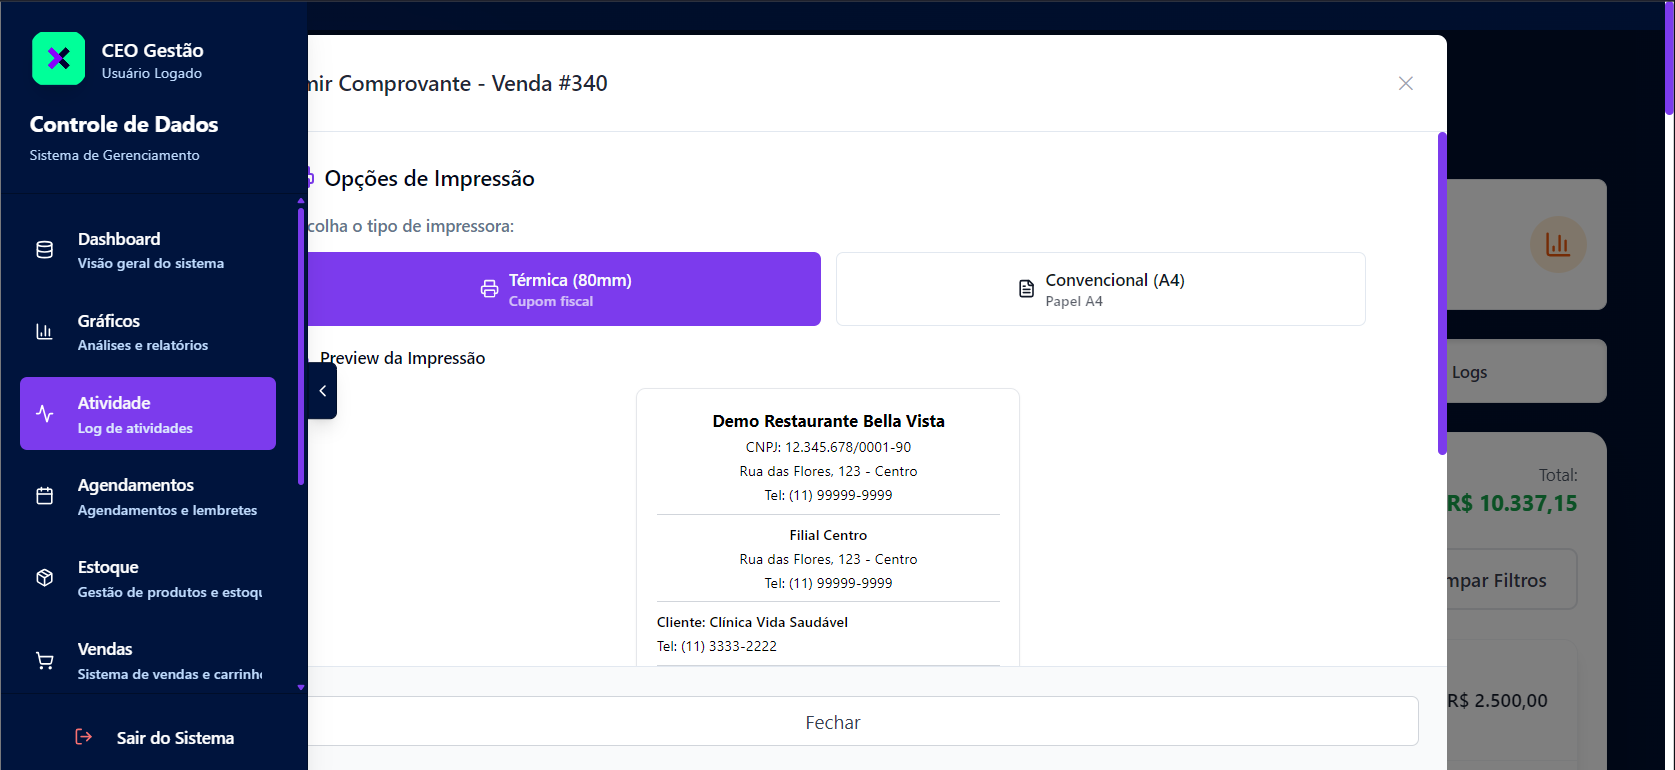 CEO Gestão
Usuário Logado
Controle de Dados
Sistema de Gerenciamento
Dashboard
Visão geral do sistema
Gráficos
Análises e relatórios
Atividade
Log de atividades
Agendamentos
Agendamentos e lembretes
Estoque
Gestão de produtos e estoqu
Vendas
Sistema de vendas e carrinh
Sair do Sistema
mir Comprovante - Venda #340
Opções de Impressão
colha o tipo de impressora:
Térmica (80mm)
Cupom fiscal
Convencional (A4)
Papel A4
Preview da Impressão
Demo Restaurante Bella Vista
CNPJ: 12.345.678/0001-90
Rua das Flores, 123 - Centro
Tel: (11) 99999-9999
Filial Centro
Rua das Flores, 123 - Centro
Tel: (11) 99999-9999
Cliente: Clínica Vida Saudável
Tel: (11) 3333-2222
Fechar
Logs
Total:
R$ 10.337,15
mpar Filtros
R$ 2.500,00